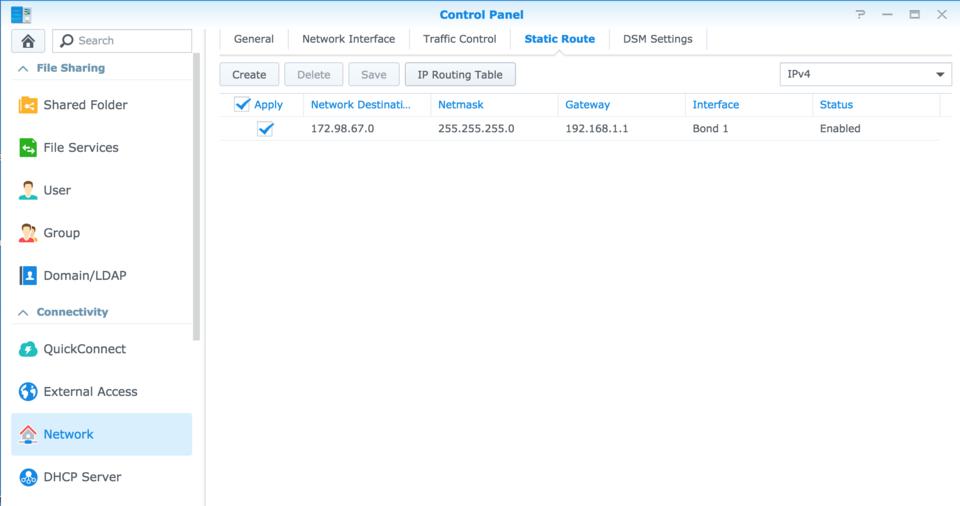 Control Panel
Search
File Sharing
Shared Folder
File Services
User
Group
Domain/LDAP
Connectivity
QuickConnect
External Access
Network
DHCP Server
General Network Interface Traffic Control Static Route DSM Settings
Create Delete Save IP Routing Table IPv4
Apply Network Destinati... Netmask Gateway Interface Status
172.98.67.0 255.255.255.0 192.168.1.1 Bond 1 Enabled